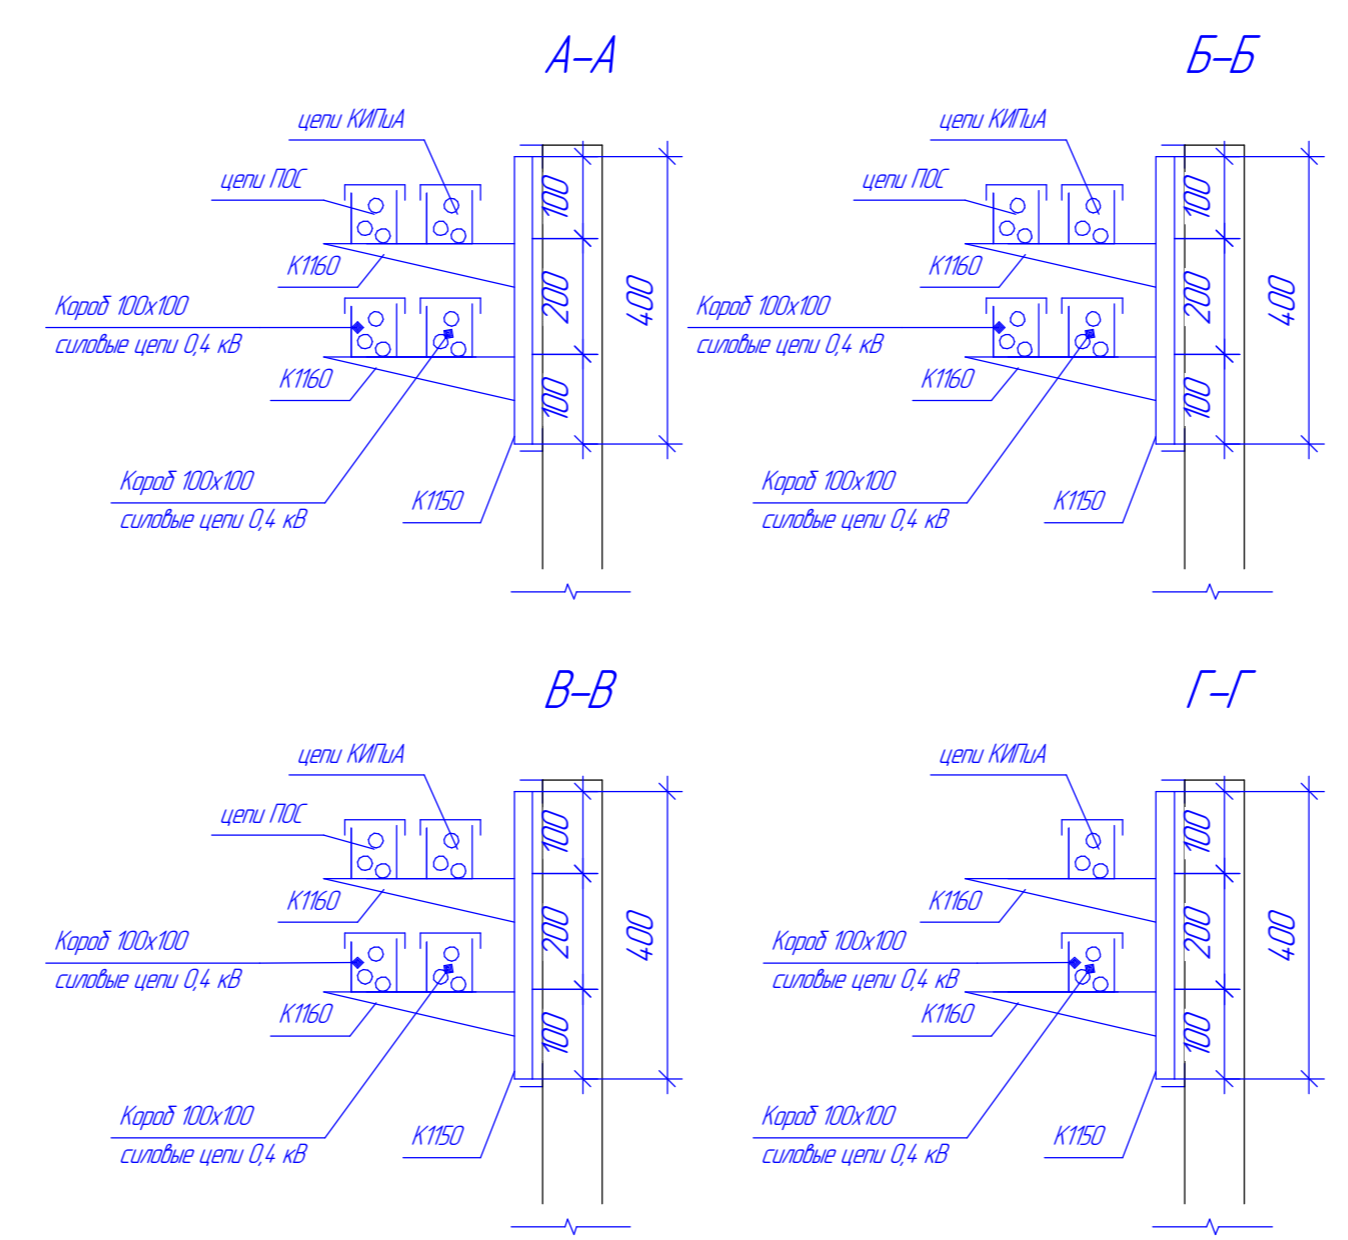 А-А
цепи КИПиА
цепи ПОС
К1160
Короб 100х100
силовые цепи 0,4 кВ
К1160
Короб 100х100
силовые цепи 0,4 кВ
К1150
100
200
100
400
Б-Б
цепи КИПиА
цепи ПОС
К1160
Короб 100х100
силовые цепи 0,4 кВ
К1160
Короб 100х100
силовые цепи 0,4 кВ
К1150
100
200
100
400
В-В
цепи КИПиА
цепи ПОС
К1160
Короб 100х100
силовые цепи 0,4 кВ
К1160
Короб 100х100
силовые цепи 0,4 кВ
К1150
100
200
100
400
Г-Г
цепи КИПиА
К1160
Короб 100х100
силовые цепи 0,4 кВ
К1160
Короб 100х100
силовые цепи 0,4 кВ
К1150
100
200
100
400